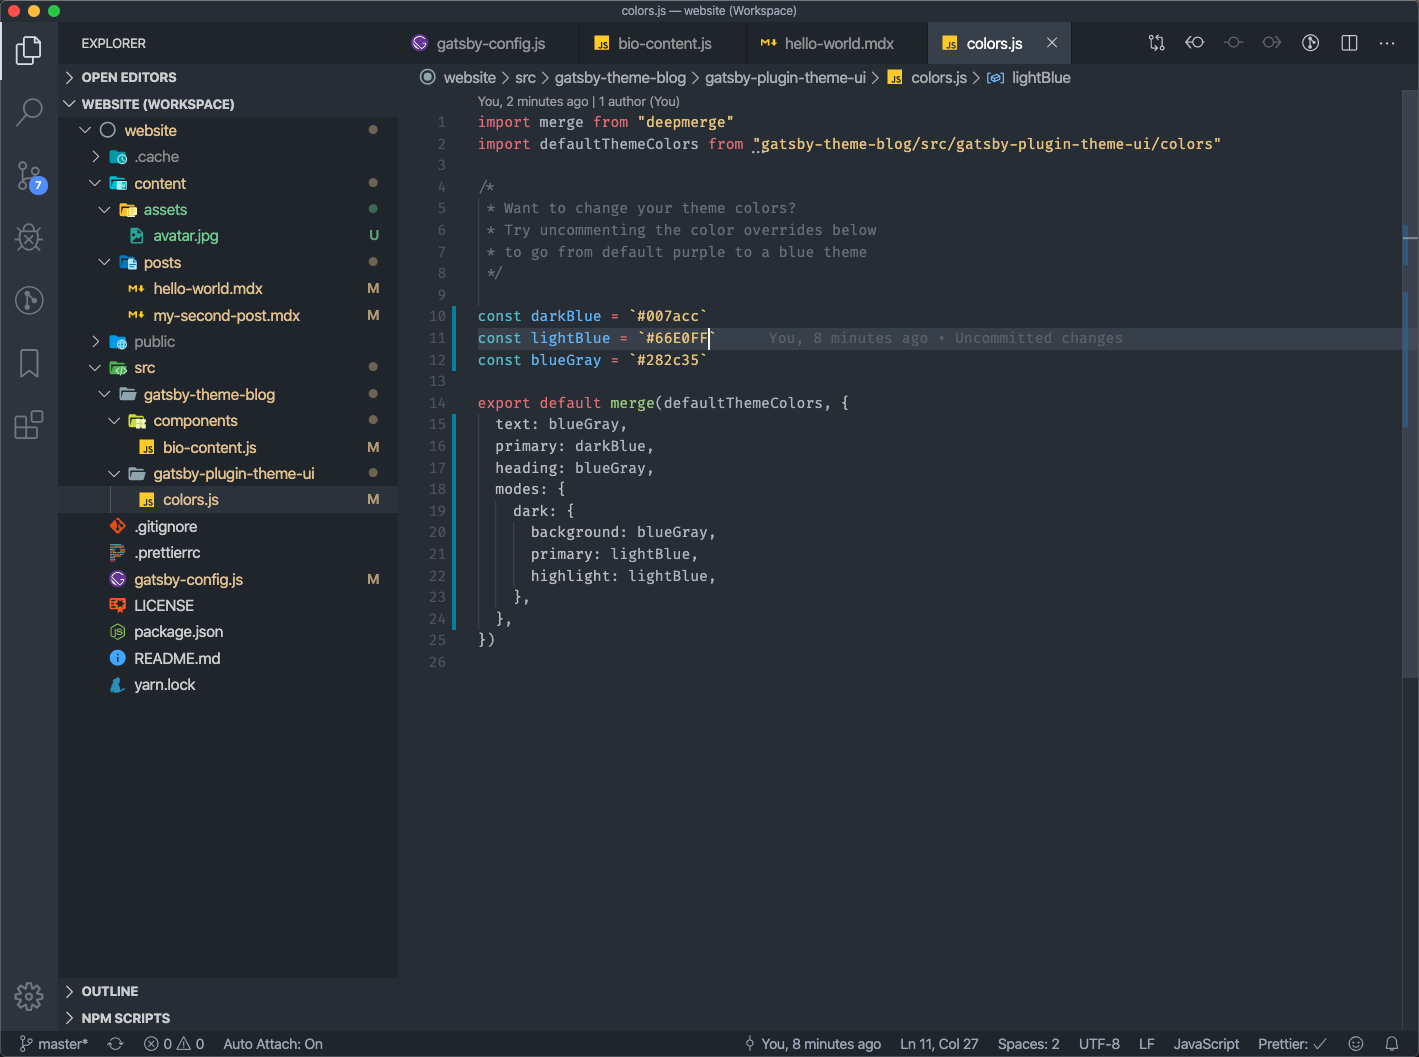 colors.js — website (Workspace)
EXPLORER
OPEN EDITORS
WEBSITE (WORKSPACE)
website
.cache
content
assets
avatar.jpg U
posts
hello-world.mdx M
my-second-post.mdx M
public
src
gatsby-theme-blog
components
bio-content.js M
gatsby-plugin-theme-ui
colors.js M
.gitignore
.prettierrc
gatsby-config.js M
LICENSE
package.json
README.md
yarn.lock
OUTLINE
NPM SCRIPTS
7
gatsby-config.js
JS bio-content.js
M hello-world.mdx
JS colors.js
website > src > gatsby-theme-blog > gatsby-plugin-theme-ui > JS colors.js > lightBlue
You, 2 minutes ago | 1 author (You)
1 import merge from "deepmerge"
2 import defaultThemeColors from "gatsby-theme-blog/src/gatsby-plugin-theme-ui/colors"
3
4 /*
5 * Want to change your theme colors?
6 * Try uncommenting the color overrides below
7 * to go from default purple to a blue theme
8 */
9
10 const darkBlue = `#007acc`
11 const lightBlue = `#66E0FF` You, 8 minutes ago • Uncommitted changes
12 const blueGray = `#282c35`
13
14 export default merge(defaultThemeColors, {
15 text: blueGray,
16 primary: darkBlue,
17 heading: blueGray,
18 modes: {
19 dark: {
20 background: blueGray,
21 primary: lightBlue,
22 highlight: lightBlue,
23 },
24 },
25 })
26
master* 0 0 Auto Attach: On You, 8 minutes ago Ln 11, Col 27 Spaces: 2 UTF-8 LF JavaScript Prettier: ✓